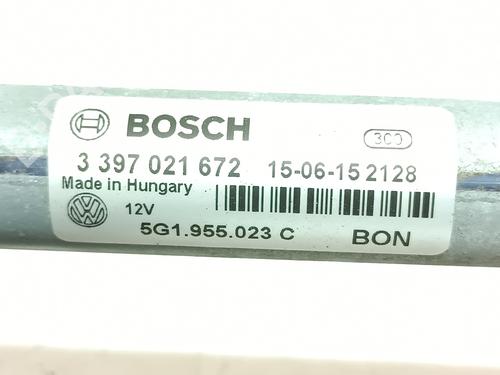 BOSCH
300
3 397 021 672 15-06-15 2128
Made in Hungary
12V
5G1.955.023 C BON